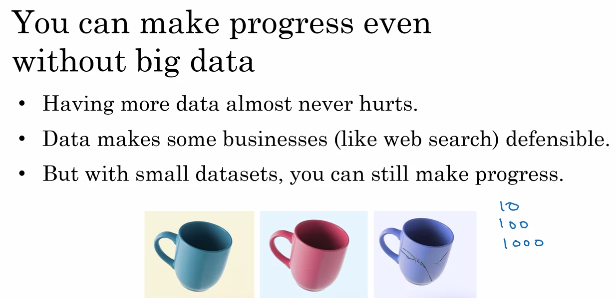 You can make progress even
without big data
• Having more data almost never hurts.
• Data makes some businesses (like web search) defensible.
• But with small datasets, you can still make progress.
10
100
1000